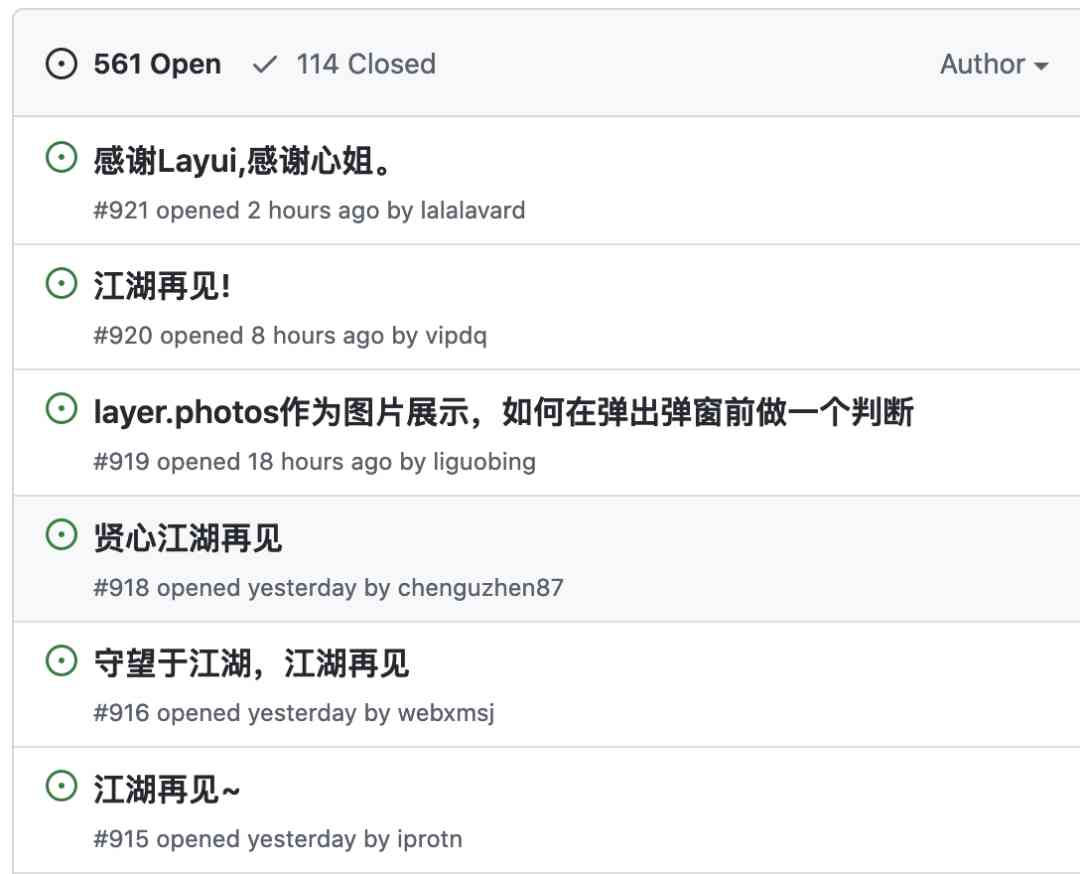 561 Open 114 Closed Author
感谢Layui,感谢心姐。
#921 opened 2 hours ago by lalalavard
江湖再见!
#920 opened 8 hours ago by vipdq
layer.photos作为图片展示，如何在弹出弹窗前做一个判断
#919 opened 18 hours ago by liguobing
贤心江湖再见
#918 opened yesterday by chenguzhen87
守望于江湖，江湖再见
#916 opened yesterday by webxmsj
江湖再见~
#915 opened yesterday by iprotn